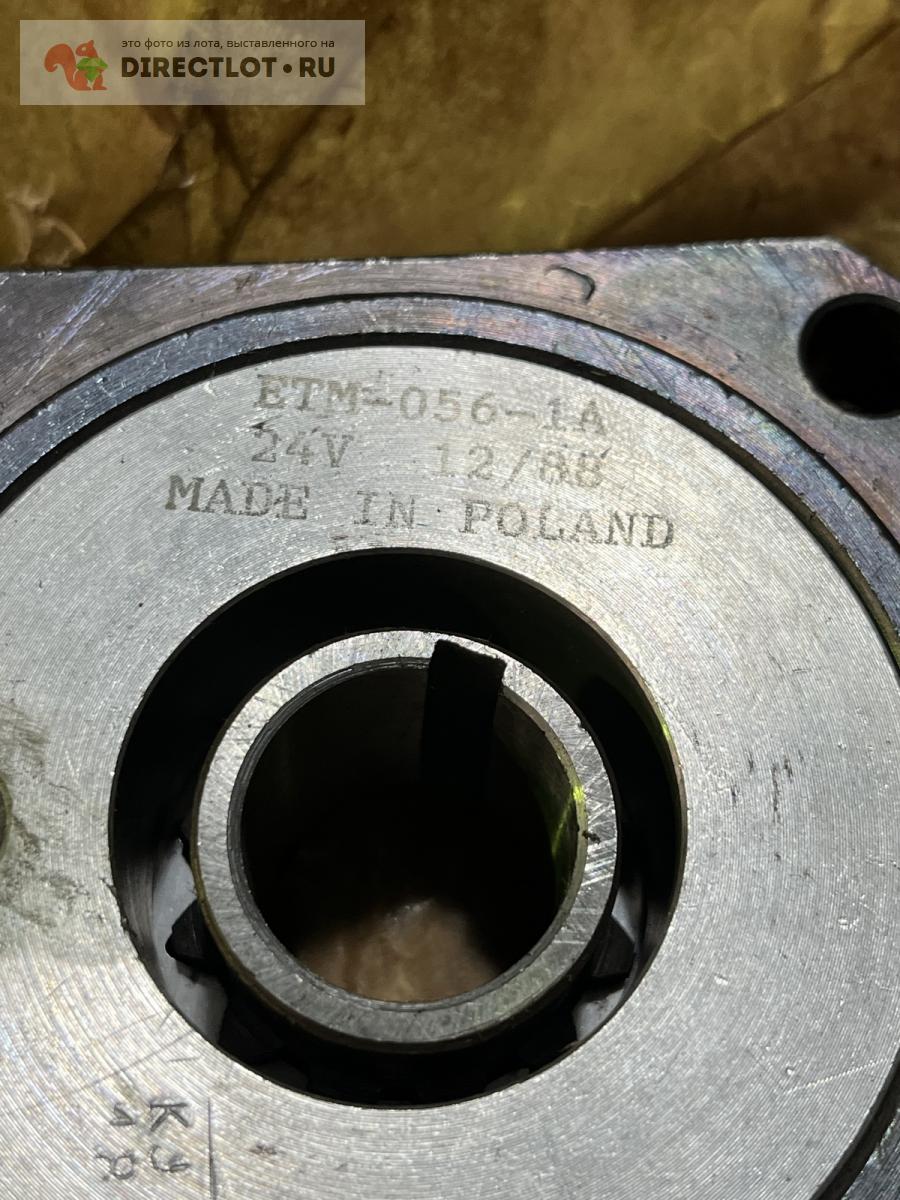 это фото из лота, выставленного на
DIRECTLOT•RU
ETM-056-1A
24V 12/88
MADE IN POLAND